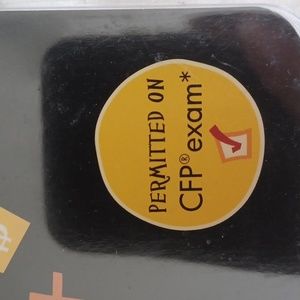 PERMITTED ON
CFP® exam*